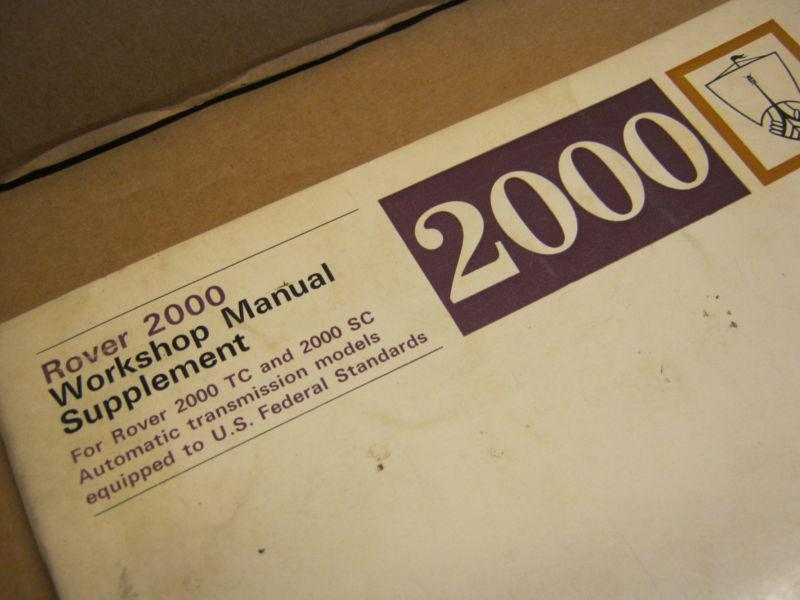 2000
Rover 2000
Workshop Manual
Supplement
For Rover 2000 TC and 2000 SC
Automatic transmission models
equipped to U.S. Federal Standards